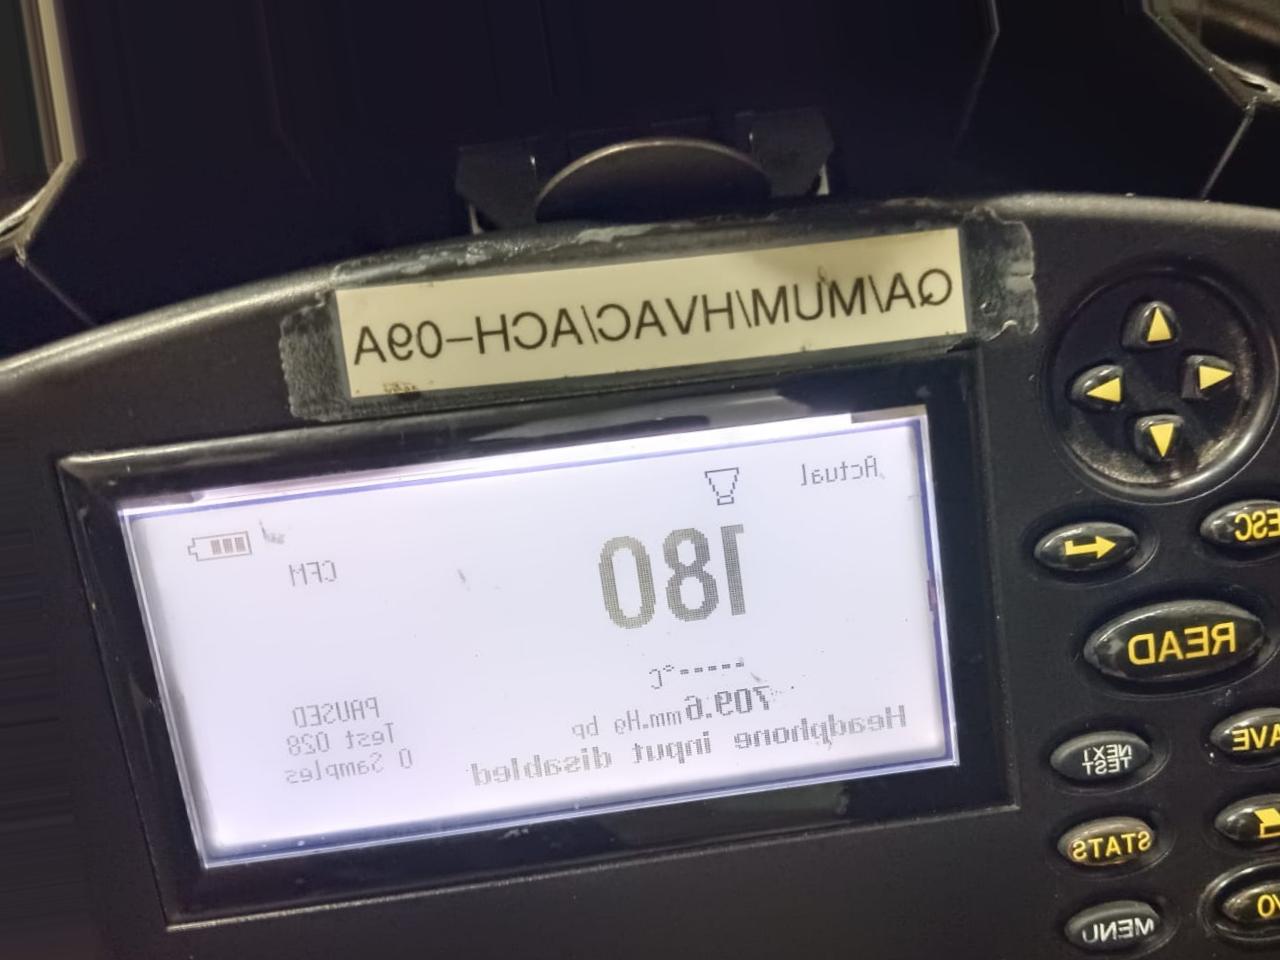 QA\MUM\HVAC\ACH-09A
Actual
180
CFM
-----°C
709.6 mm.Hg bp
Headphone input disabled
PAUSED
Test 028
0 Samples
ESC
READ
NEXT
TEST
STATS
MENU